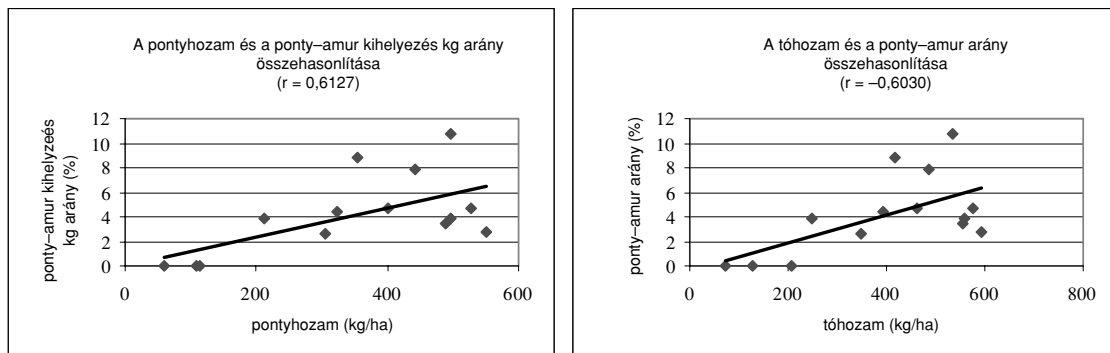 A pontyhozam és a ponty–amur kihelyezés kg arány
összehasonlítása
(r = 0,6127)
ponty–amur kihelyzeés
kg arány (%)
12
10
8
6
4
2
0
0 200 400 600
pontyhozam (kg/ha)
A tóhozam és a ponty–amur arány
összehasonlítása
(r = –0,6030)
ponty–amur arány (%)
12
10
8
6
4
2
0
0 200 400 600 800
tóhozam (kg/ha)